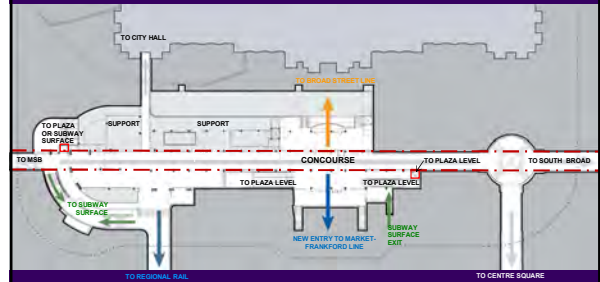 TO CITY HALL
TO BROAD STREET LINE
TO PLAZA
OR SUBWAY
SURFACE
SUPPORT
SUPPORT
TO MSB
CONCOURSE
TO PLAZA LEVEL
TO SOUTH BROAD
TO PLAZA LEVEL
TO PLAZA LEVEL
TO SUBWAY
SURFACE
NEW ENTRY TO MARKET-
FRANKFORD LINE
SUBWAY
SURFACE
EXIT
TO REGIONAL RAIL
TO CENTRE SQUARE